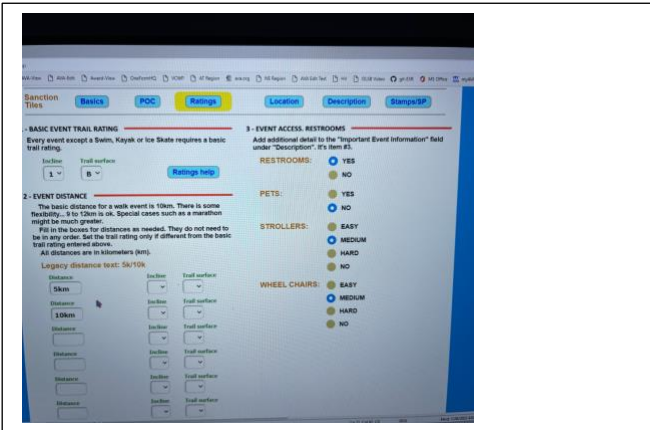 Sanction
Tiles
Basics
POC
Ratings
Location
Description
Stamps/SP
- BASIC EVENT TRAIL RATING
Every event except a Swim, Kayak or Ice Skate requires a basic
trail rating.
Incline Trail surface
1 B Ratings help
2 - EVENT DISTANCE
The basic distance for a walk event is 10km. There is some
flexibility... 9 to 12km is ok. Special cases such as a marathon
might be much greater.
Fill in the boxes for distances as needed. They do not need to
be in any order. Set the trail rating only if different from the basic
trail rating entered above.
All distances are in kilometers (km).
Legacy distance text: 5k/10k
Distance Incline Trail surface
5km
Distance Incline Trail surface
10km
Distance Incline Trail surface
Distance Incline Trail surface
Distance Incline Trail surface
Distance Incline Trail surface
3 - EVENT ACCESS. RESTROOMS
Add additional detail to the "Important Event Information" field
under "Description". It's item #3.
RESTROOMS: YES
NO
PETS: YES
NO
STROLLERS: EASY
MEDIUM
HARD
NO
WHEEL CHAIRS: EASY
MEDIUM
HARD
NO